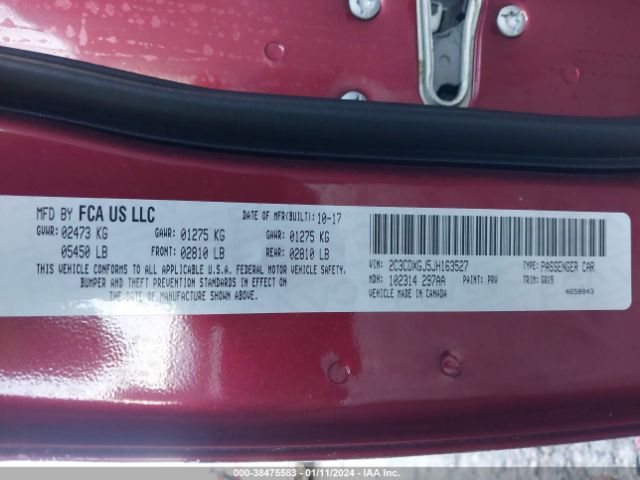 MFD BY FCA US LLC
DATE OF MFR(BUILT): 10-17
GVWR: 02473 KG
GAWR: 01275 KG
GAWR: 01275 KG
05450 LB
FRONT: 02810 LB
REAR: 02810 LB
THIS VEHICLE CONFORMS TO ALL APPLICABLE U.S.A. FEDERAL MOTOR VEHICLE SAFETY,
BUMPER AND THEFT PREVENTION STANDARDS IN EFFECT ON
THE DATE OF MANUFACTURE SHOWN ABOVE.
VIN: 2C3CDXGJ5JH163527
TYPE: PASSENGER CAR
MDH: 102314 297AA
PAINT: PRV
TRIM: GRX9
VEHICLE MADE IN CANADA
4658843
000-38475583 - 01/11/2024 - IAA Inc.